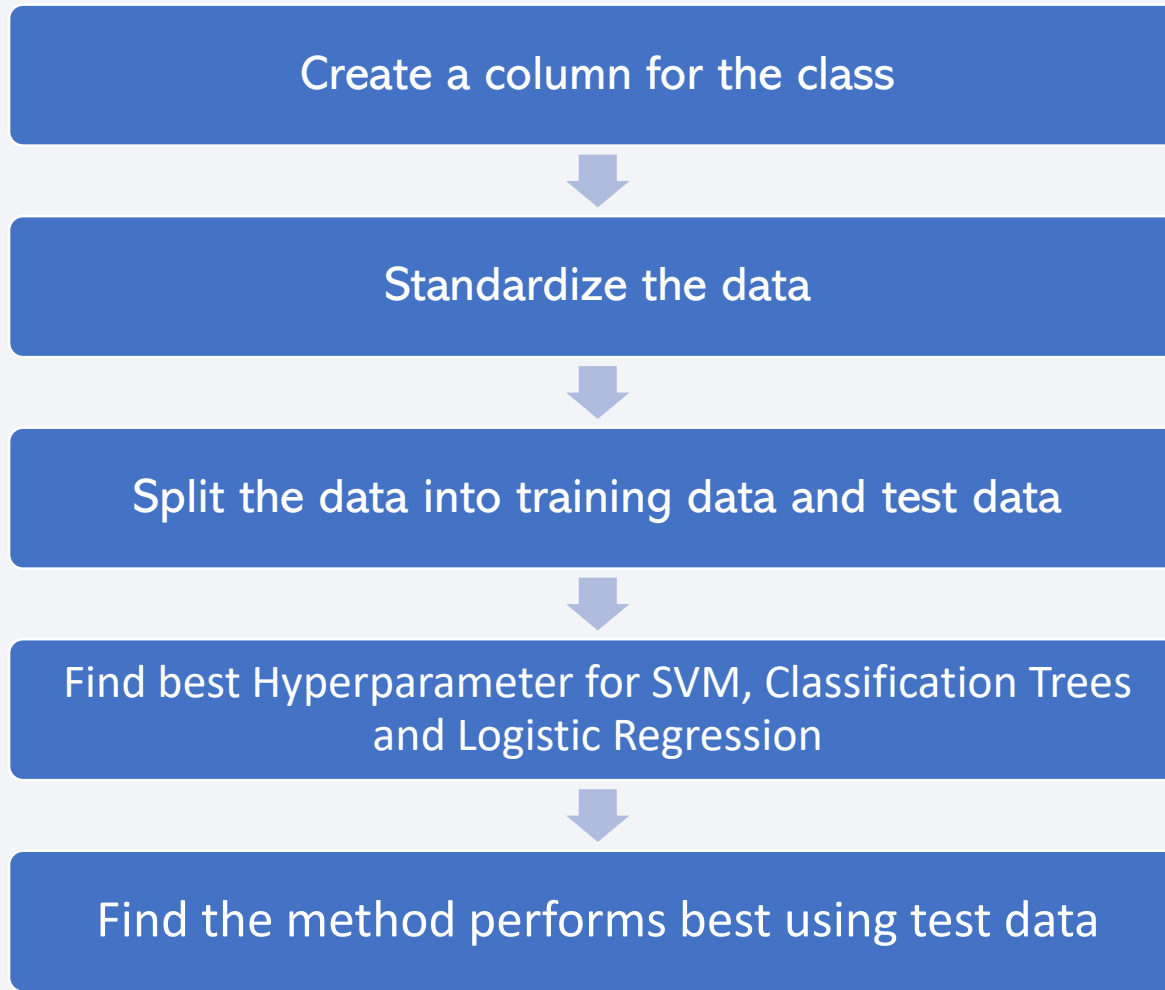 Create a column for the class
Standardize the data
Split the data into training data and test data
Find best Hyperparameter for SVM, Classification Trees
and Logistic Regression
Find the method performs best using test data